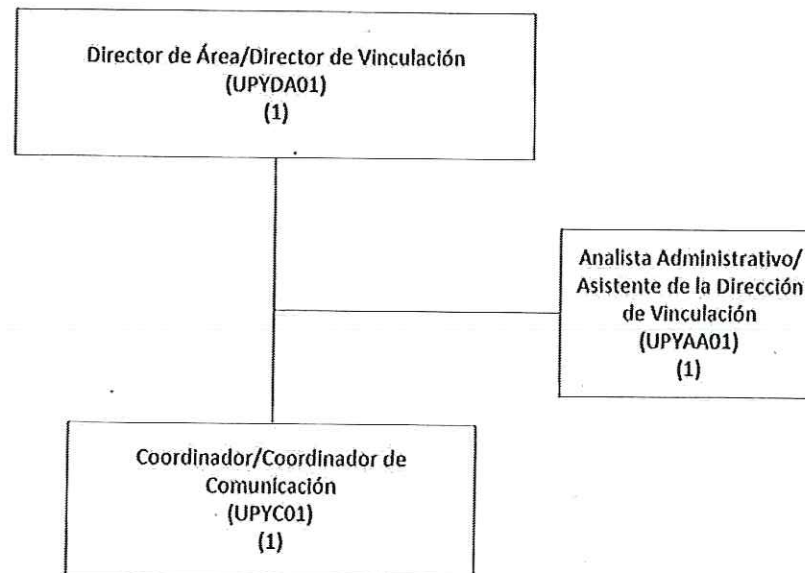 Director de Área/Director de Vinculación
(UPYDA01)
(1)
Analista Administrativo/
Asistente de la Dirección
de Vinculación
(UPYAA01)
(1)
Coordinador/Coordinador de
Comunicación
(UPYC01)
(1)